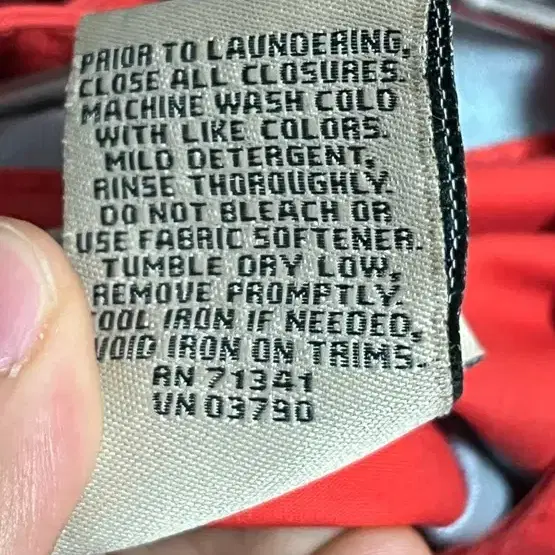 PRIOR TO LAUNDERING,
CLOSE ALL CLOSURES.
MACHINE WASH COLD
WITH LIKE COLORS.
MILD DETERGENT,
RINSE THOROUGHLY.
DO NOT BLEACH OR
USE FABRIC SOFTENER.
TUMBLE DRY LOW,
REMOVE PROMPTLY.
COOL IRON IF NEEDED,
AVOID IRON ON TRIMS.
RN 71341
VN 03790